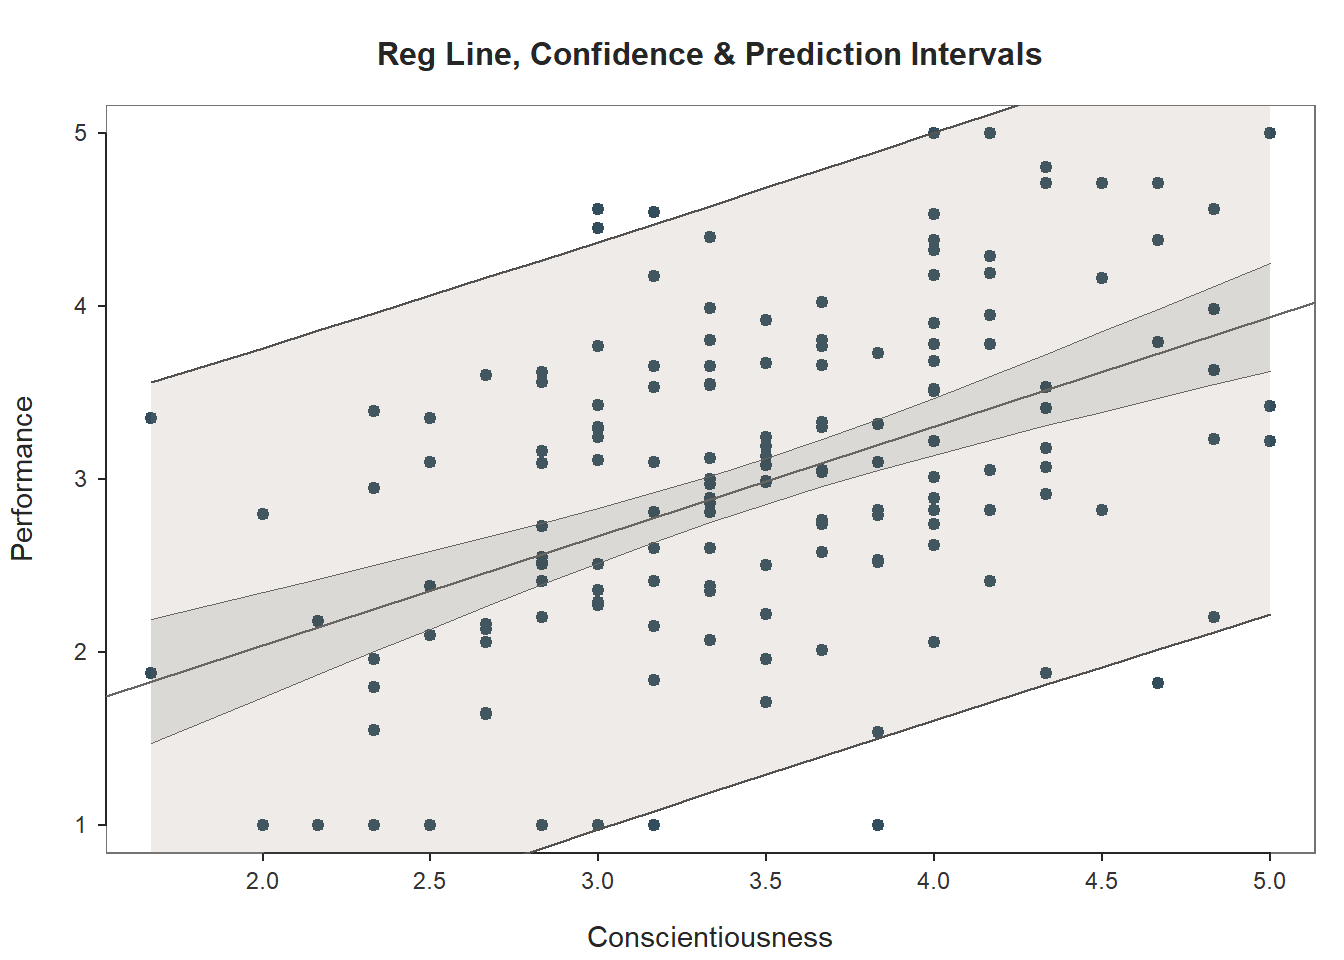 Reg Line, Confidence & Prediction Intervals
5
4
3
2
1
Performance
2.0 2.5 3.0 3.5 4.0 4.5 5.0
Conscientiousness